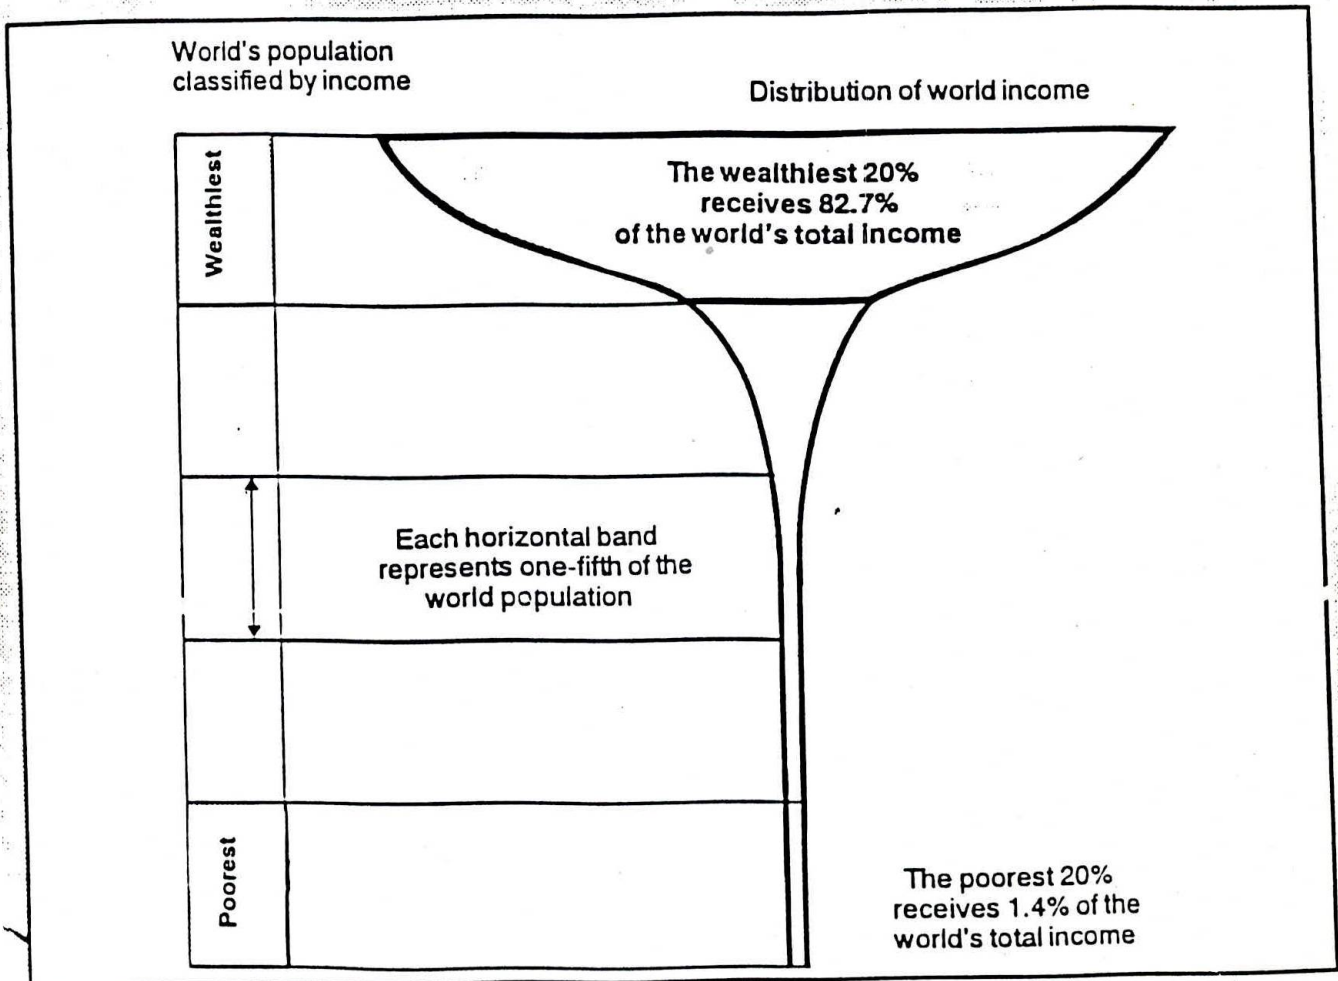 World's population
classified by income
Distribution of world income
Wealthiest
The wealthiest 20%
receives 82.7%
of the world's total income
Each horizontal band
represents one-fifth of the
world population
Poorest
The poorest 20%
receives 1.4% of the
world's total income